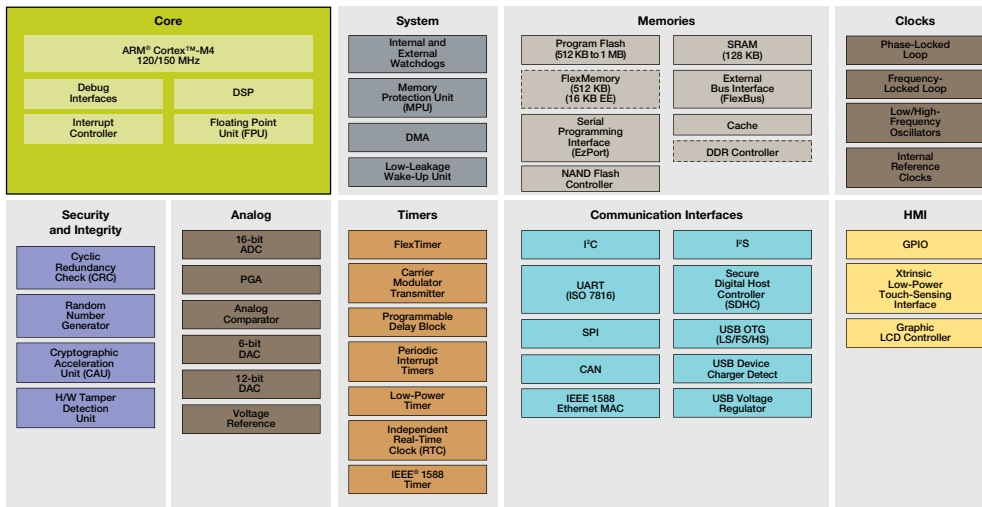 Core
ARM® Cortex™-M4
120/150 MHz
Debug
Interfaces
DSP
Interrupt
Controller
Floating Point
Unit (FPU)
System
Internal and
External
Watchdogs
Memory
Protection Unit
(MPU)
DMA
Low-Leakage
Wake-Up Unit
Memories
Program Flash
(512 KB to 1 MB)
SRAM
(128 KB)
FlexMemory
(512 KB)
(16 KB EE)
External
Bus Interface
(FlexBus)
Serial
Programming
Interface
(EzPort)
Cache
DDR Controller
NAND Flash
Controller
Clocks
Phase-Locked
Loop
Frequency-
Locked Loop
Low/High-
Frequency
Oscillators
Internal
Reference
Clocks
Security
and Integrity
Cyclic
Redundancy
Check (CRC)
Random
Number
Generator
Cryptographic
Acceleration
Unit (CAU)
H/W Tamper
Detection
Unit
Analog
16-bit
ADC
PGA
Analog
Comparator
6-bit
DAC
12-bit
DAC
Voltage
Reference
Timers
FlexTimer
Carrier
Modulator
Transmitter
Programmable
Delay Block
Periodic
Interrupt
Timers
Low-Power
Timer
Independent
Real-Time
Clock (RTC)
IEEE® 1588
Timer
Communication Interfaces
I²C
I²S
UART
(ISO 7816)
Secure
Digital Host
Controller
(SDHC)
SPI
USB OTG
(LS/FS/HS)
CAN
USB Device
Charger Detect
IEEE 1588
Ethernet MAC
USB Voltage
Regulator
HMI
GPIO
Xtrinsic
Low-Power
Touch-Sensing
Interface
Graphic
LCD Controller